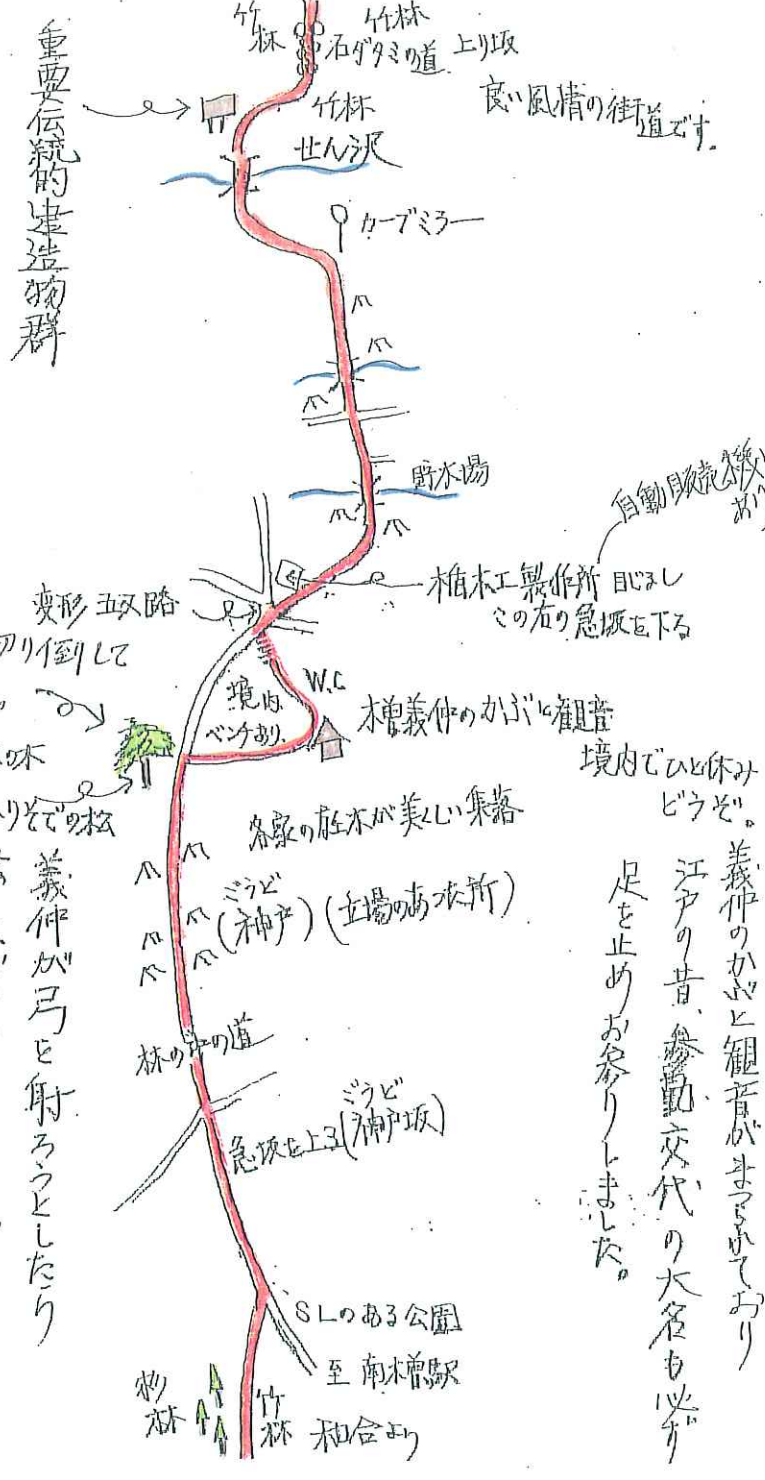 竹林
竹林
石ダタミの道 上り坂
良い風情の街道です。
重要伝統的建造物群
竹林
せん沢
カーブミラー
貯水場
自動販売機
あり
木工製作所 目じるし
この右の急坂を下る
変形五叉路
切り倒して
W.C
境内
ベンチあり
木曽義仲のかぶと観音
境内でひと休み
どうぞ。
の木
ふりそでの松
各家の庭木が美しい集落
ごうど
(神戸)(立場のあった所)
義仲のかぶと観音がまつられており
江戸の昔、参勤交代の大名も必ず
足を止めお参りしました。
義仲が弓を射ろうとしたら
林の中の道
ごうど
急坂を上る(神戸坂)
SLのある公園
至 南木曽駅
杉林
竹林
和合より